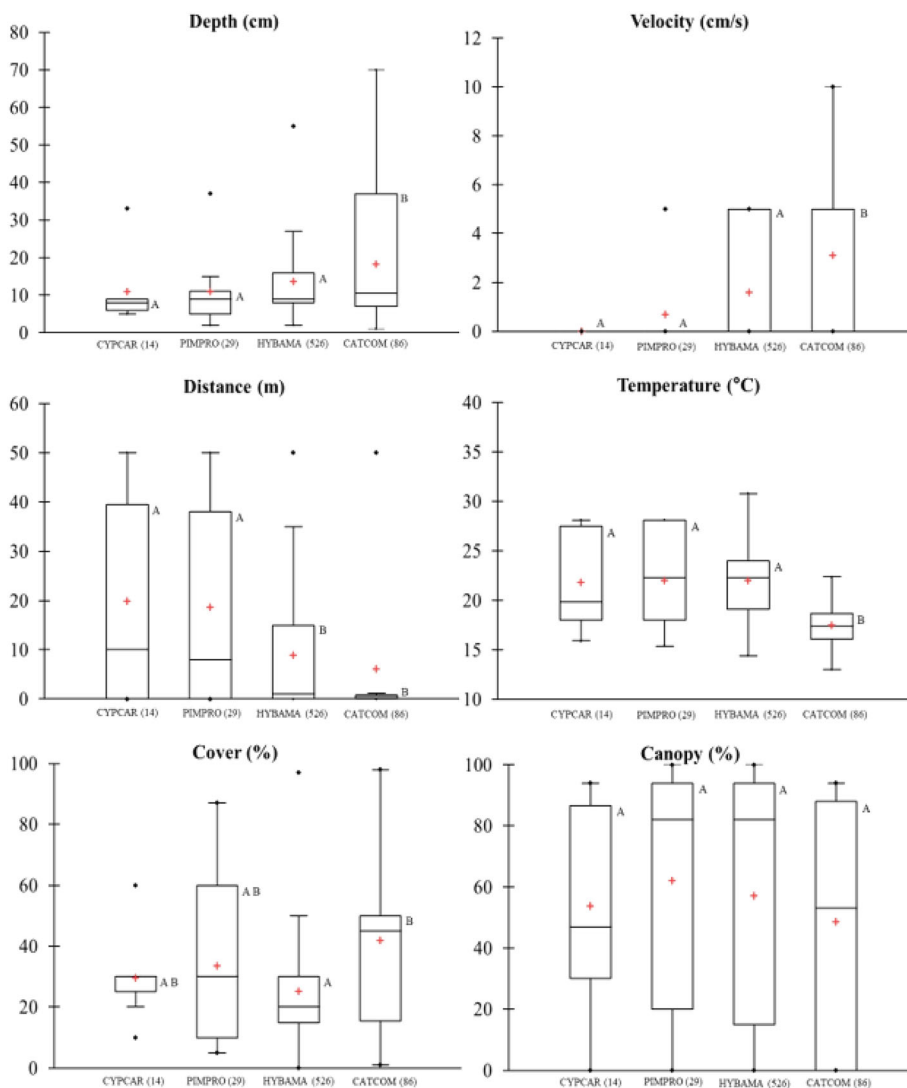 Depth (cm)
80
70
60
50
40
30
20
10
0
A
A
A
B
CYPCAR (14) PIMPRO (29) HYBAMA (526) CATCOM (86)
Velocity (cm/s)
12
10
8
6
4
2
0
A
A
A
B
CYPCAR (14) PIMPRO (29) HYBAMA (526) CATCOM (86)
Distance (m)
60
50
40
30
20
10
0
A
A
B
B
CYPCAR (14) PIMPRO (29) HYBAMA (526) CATCOM (86)
Temperature (°C)
40
35
30
25
20
15
10
A
A
A
B
CYPCAR (14) PIMPRO (29) HYBAMA (526) CATCOM (86)
Cover (%)
100
80
60
40
20
0
A B
A B
A
B
CYPCAR (14) PIMPRO (29) HYBAMA (526) CATCOM (86)
Canopy (%)
100
80
60
40
20
0
A
A
A
A
CYPCAR (14) PIMPRO (29) HYBAMA (526) CATCOM (86)